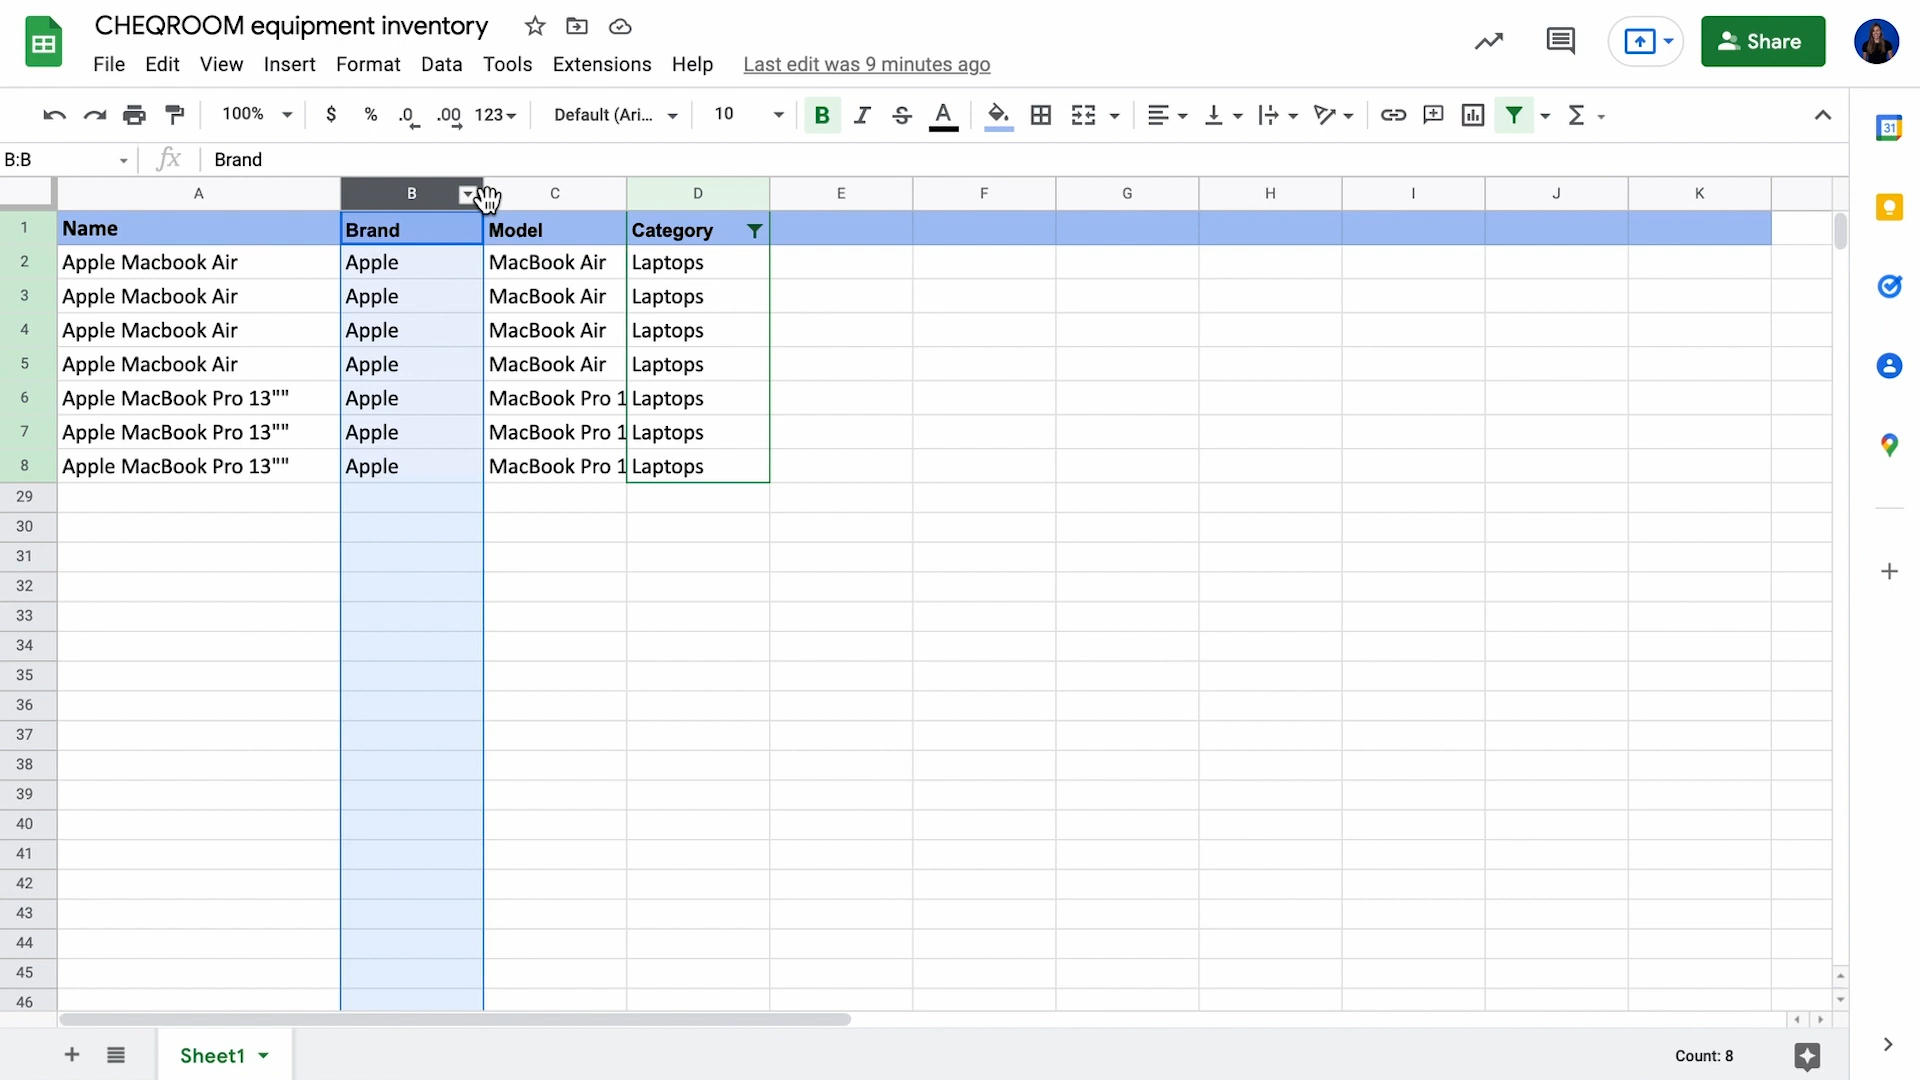 CHEQROOM equipment inventory
File Edit View Insert Format Data Tools Extensions Help Last edit was 9 minutes ago
Share
100% $ % .0 .00 123 Default (Ari... 10 B I S A Σ
31
B:B fx Brand
A B C D E F G H I J K
1 Name Brand Model Category
2 Apple Macbook Air Apple MacBook Air Laptops
3 Apple Macbook Air Apple MacBook Air Laptops
4 Apple Macbook Air Apple MacBook Air Laptops
5 Apple Macbook Air Apple MacBook Air Laptops
6 Apple MacBook Pro 13"" Apple MacBook Pro 1 Laptops
7 Apple MacBook Pro 13"" Apple MacBook Pro 1 Laptops
8 Apple MacBook Pro 13"" Apple MacBook Pro 1 Laptops
29
30
31
32
33
34
35
36
37
38
39
40
41
42
43
44
45
46
Sheet1 Count: 8